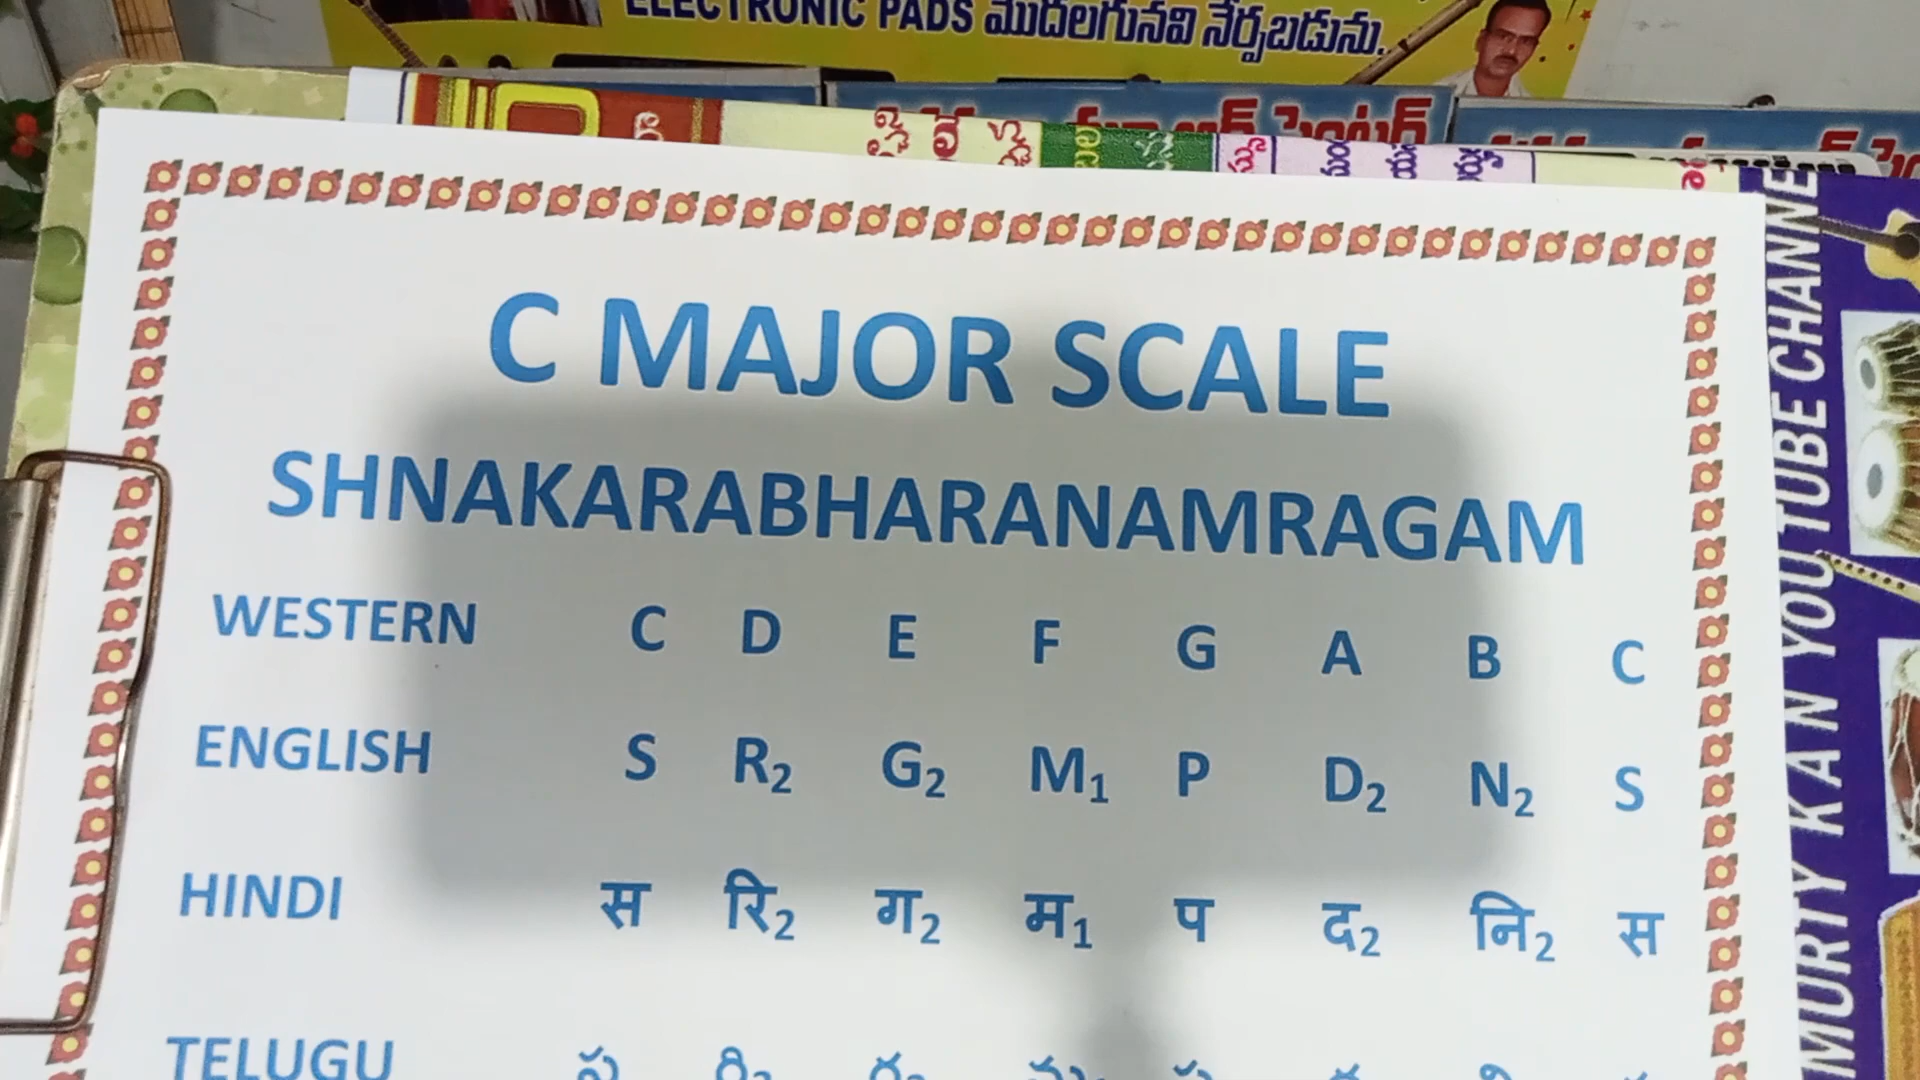 ELECTRONIC PADS మొదలగునవి నేర్పబడును.
C MAJOR SCALE
SHNAKARABHARANAMRAGAM
WESTERN C D E F G A B C
ENGLISH S R₂ G₂ M₁ P D₂ N₂ S
HINDI स रि₂ ग₂ म₁ प द₂ नि₂ स
TELUGU
MURTY KAN YOUTUBE CHANNE